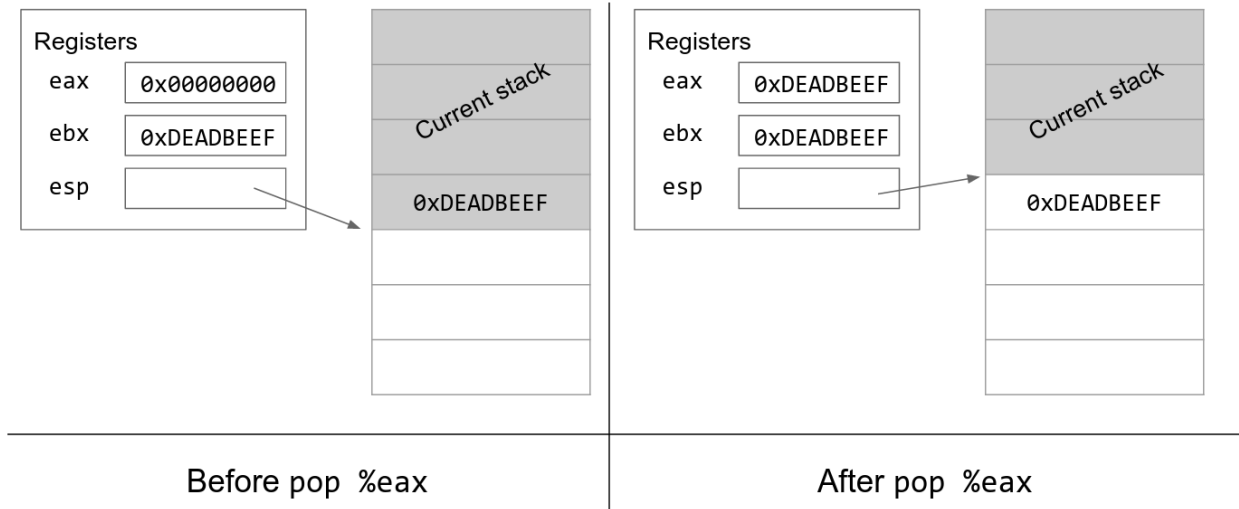 Registers
eax 0x00000000
ebx 0xDEADBEEF
esp
Current stack
0xDEADBEEF
Before pop %eax
Registers
eax 0xDEADBEEF
ebx 0xDEADBEEF
esp
Current stack
0xDEADBEEF
After pop %eax